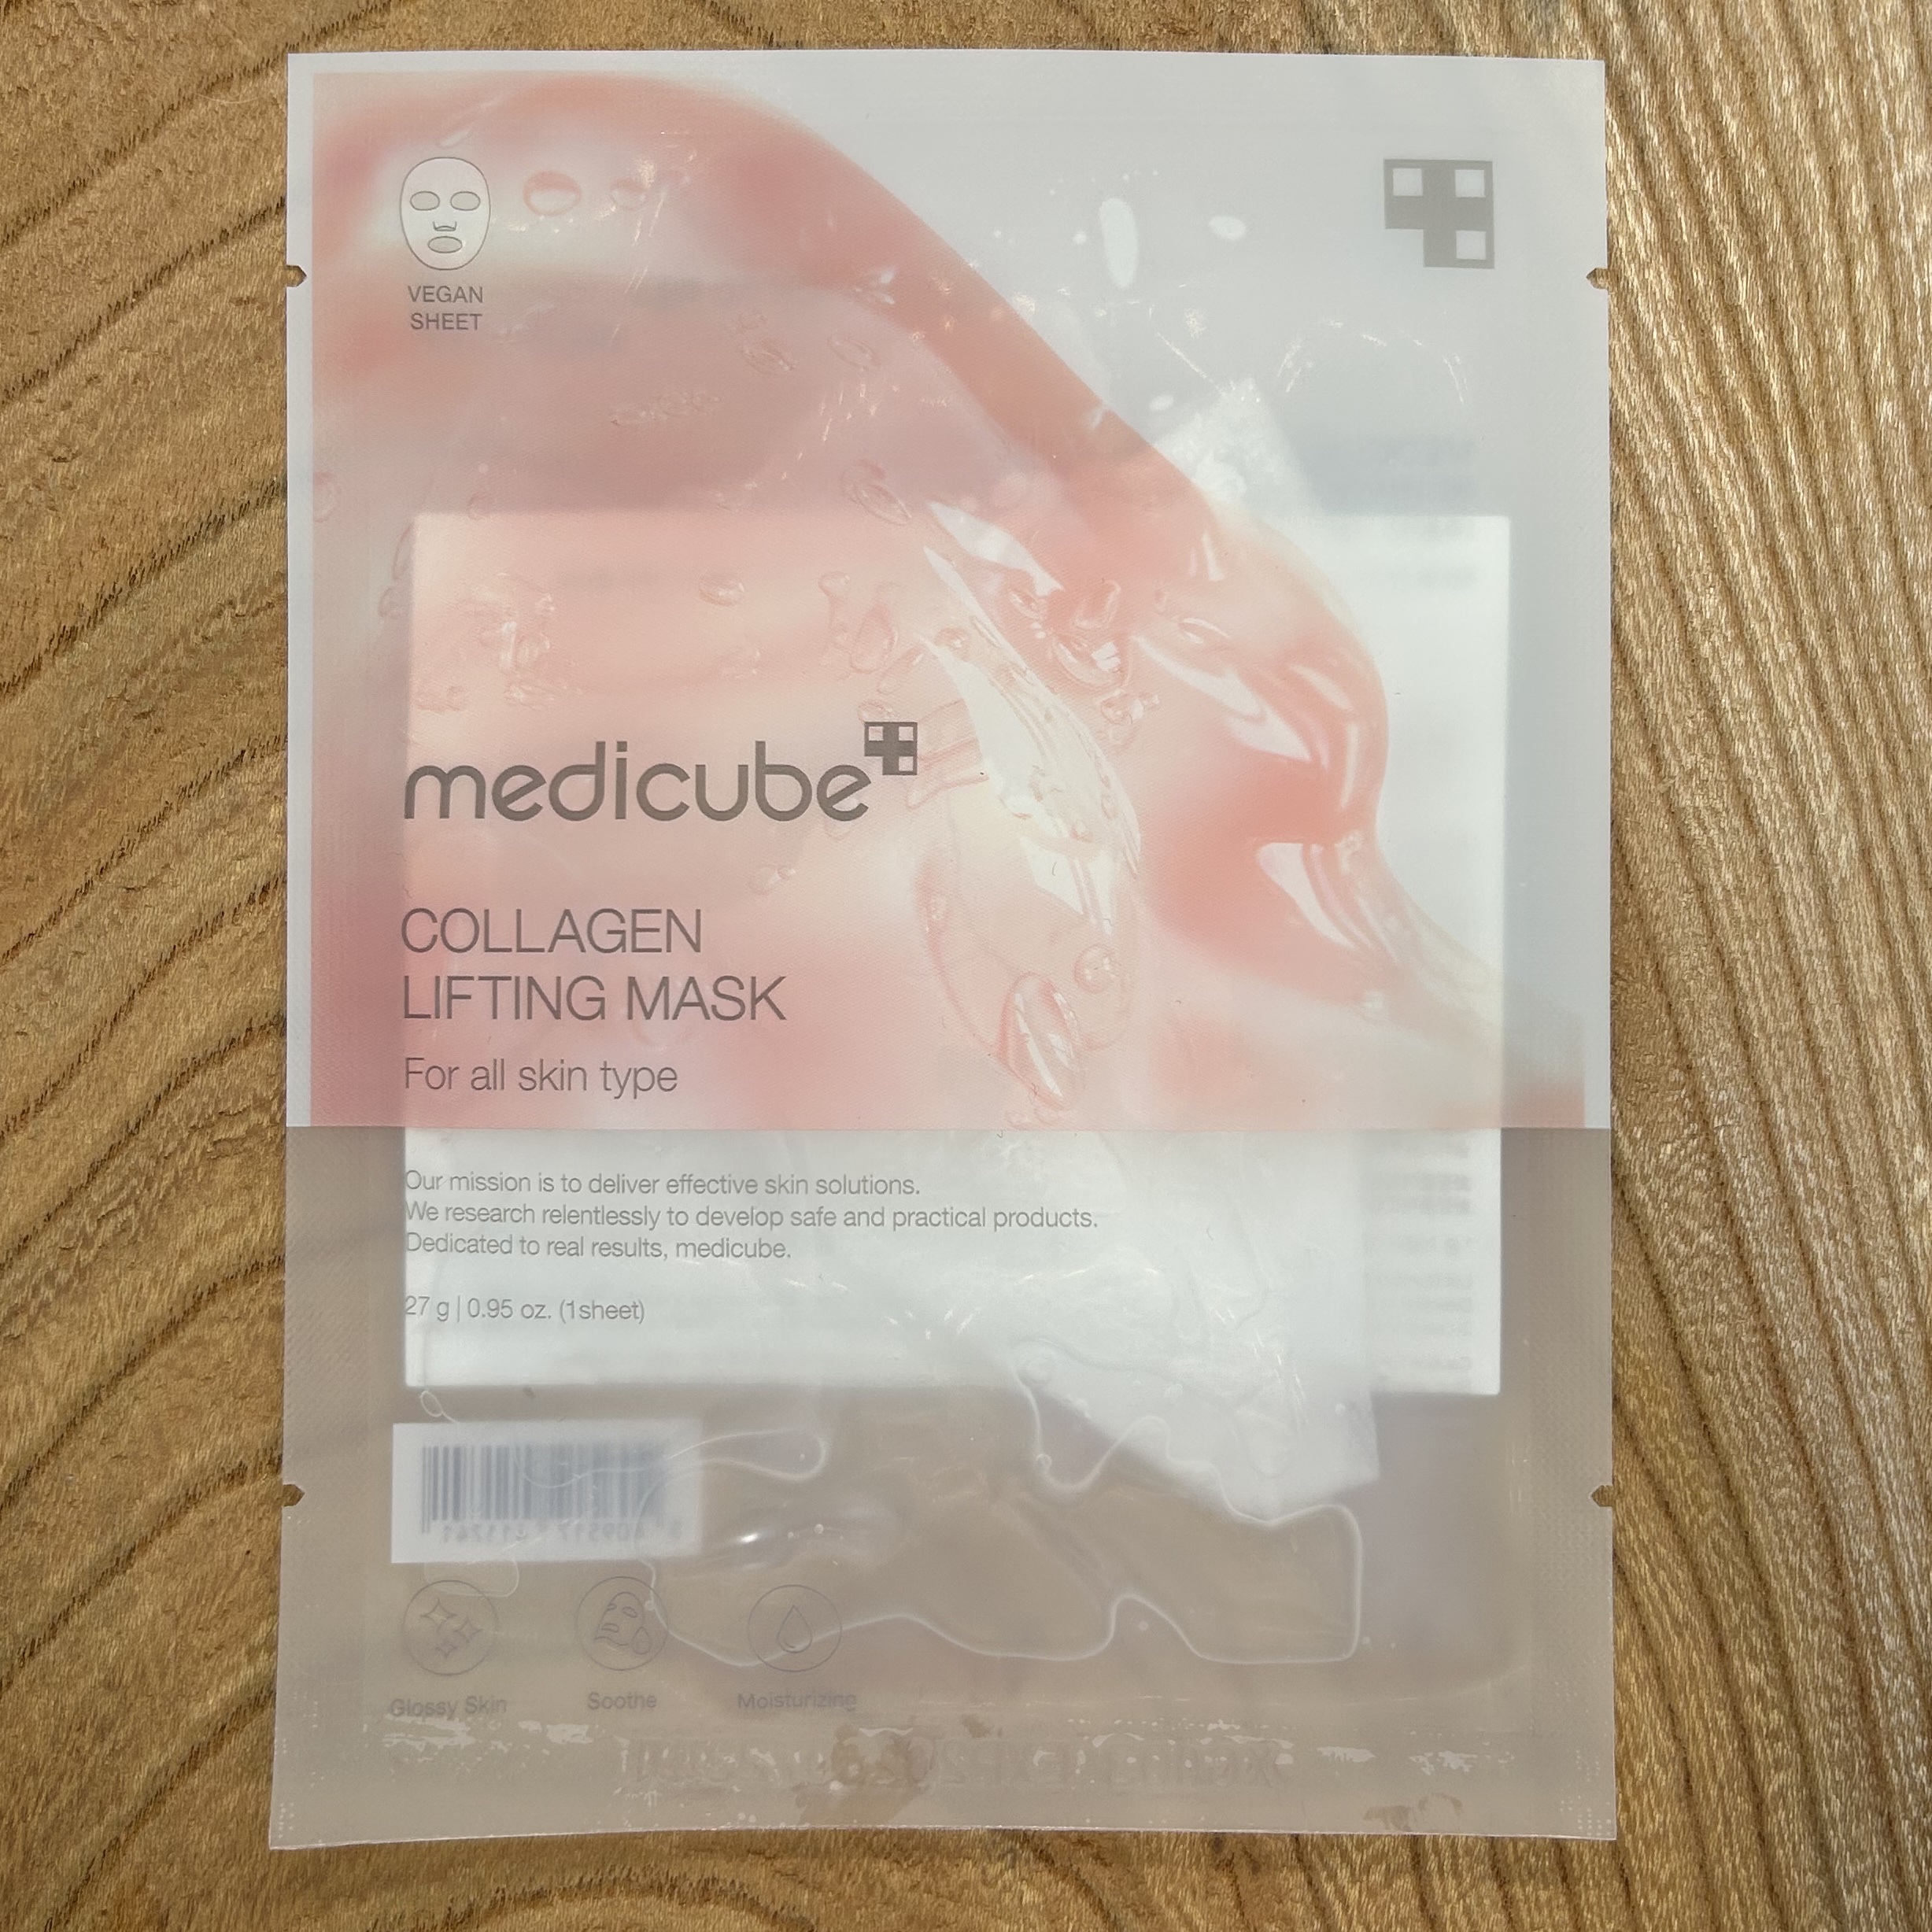 VEGAN
SHEET
medicube
COLLAGEN
LIFTING MASK
For all skin type
Our mission is to deliver effective skin solutions.
We research relentlessly to develop safe and practical products.
Dedicated to real results, medicube.
27 g | 0.95 oz. (1sheet)
Glossy Skin
Soothe
Moisturizing